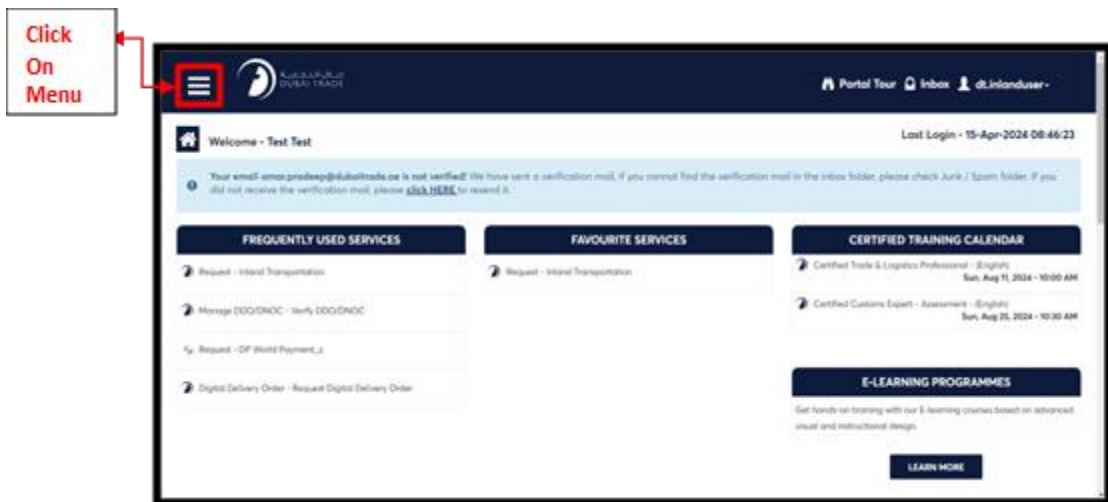 Click
On
Menu
DUBAI TRADE
Portal Tour Inbox dt.inlanduser
Welcome - Test Test
Last Login - 15-Apr-2024 08:46:23
Your email amar.pradeep@dubaitrade.ae is not verified! We have sent a verification mail, if you cannot find the verification mail in the inbox folder, please check Junk / Spam folder. If you
did not receive the verification mail, please click HERE to resend it.
FREQUENTLY USED SERVICES
Request - Inland Transportation
Manage DDO/DNOC - Verify DDO/DNOC
Request - DP World Payment_s
Digital Delivery Order - Request Digital Delivery Order
FAVOURITE SERVICES
Request - Inland Transportation
CERTIFIED TRAINING CALENDAR
Certified Trade & Logistics Professional - (English)
Sun, Aug 11, 2024 - 10:00 AM
Certified Customs Expert - Assessment - (English)
Sun, Aug 25, 2024 - 10:30 AM
E-LEARNING PROGRAMMES
Get hands on training with our E-learning courses based on advanced
visual and instructional design.
LEARN MORE